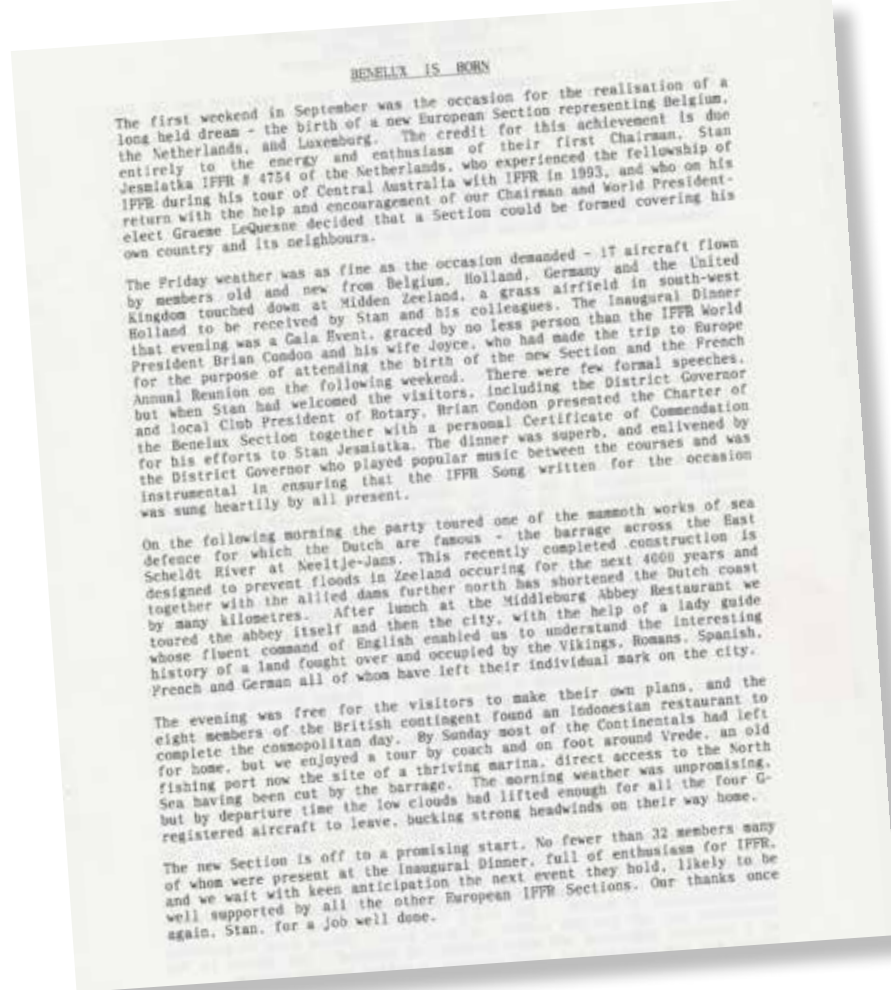 BENELUX IS BORN
The first weekend in September was the occasion for the realisation of a
long held dream - the birth of a new European Section representing Belgium,
the Netherlands, and Luxemburg. The credit for this achievement is due
entirely to the energy and enthusiasm of their first Chairman, Stan
Jesmiatka IFFR # 4754 of the Netherlands, who experienced the fellowship of
IFFR during his tour of Central Australia with IFFR in 1993, and who on his
return with the help and encouragement of our Chairman and World President-
elect Graeme LeQuesne decided that a Section could be formed covering his
own country and its neighbours.
The Friday weather was as fine as the occasion demanded - 17 aircraft flown
by members old and new from Belgium, Holland, Germany and the United
Kingdom touched down at Midden Zeeland, a grass airfield in south-west
Holland to be received by Stan and his colleagues. The Inaugural Dinner
that evening was a Gala Event, graced by no less person than the IFFR World
President Brian Condon and his wife Joyce, who had made the trip to Europe
for the purpose of attending the birth of the new Section and the French
Annual Reunion on the following weekend. There were few formal speeches,
but when Stan had welcomed the visitors, including the District Governor
and local Club President of Rotary, Brian Condon presented the Charter of
the Benelux Section together with a personal Certificate of Commendation
for his efforts to Stan Jesmiatka. The dinner was superb, and enlivened by
the District Governor who played popular music between the courses and was
instrumental in ensuring that the IFFR Song written for the occasion
was sung heartily by all present.
On the following morning the party toured one of the mammoth works of sea
defence for which the Dutch are famous - the barrage across the East
Scheldt River at Neeltje-Jans. This recently completed construction is
designed to prevent floods in Zeeland occuring for the next 4000 years and
together with the allied dams further north has shortened the Dutch coast
by many kilometres. After lunch at the Middleburg Abbey Restaurant we
toured the abbey itself and then the city, with the help of a lady guide
whose fluent command of English enabled us to understand the interesting
history of a land fought over and occupied by the Vikings, Romans, Spanish,
French and German all of whom have left their individual mark on the city.
The evening was free for the visitors to make their own plans, and the
eight members of the British contingent found an Indonesian restaurant to
complete the cosmopolitan day. By Sunday most of the Continentals had left
for home, but we enjoyed a tour by coach and on foot around Vrede, an old
fishing port now the site of a thriving marina, direct access to the North
Sea having been cut by the barrage. The morning weather was unpromising,
but by departure time the low clouds had lifted enough for all the four G-
registered aircraft to leave, bucking strong headwinds on their way home.
The new Section is off to a promising start. No fewer than 32 members many
of whom were present at the Inaugural Dinner, full of enthusiasm for IFFR,
and we wait with keen anticipation the next event they hold, likely to be
well supported by all the other European IFFR Sections. Our thanks once
again, Stan, for a job well done.